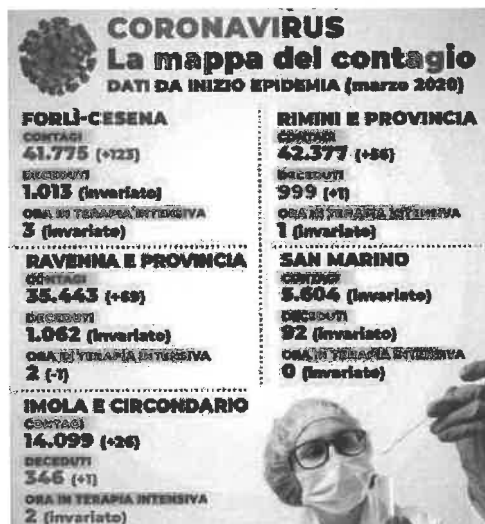 CORONAVIRUS
La mappa del contagio
DATI DA INIZIO EPIDEMIA (marzo 2020)
FORLÌ-CESENA
CONTAGI
41.775 (+123)
DECEDUTI
1.013 (invariato)
ORA IN TERAPIA INTENSIVA
3 (invariato)
RAVENNA E PROVINCIA
CONTAGI
35.443 (+69)
DECEDUTI
1.062 (invariato)
ORA IN TERAPIA INTENSIVA
2 (-1)
IMOLA E CIRCONDARIO
CONTAGI
14.099 (+26)
DECEDUTI
346 (+1)
ORA IN TERAPIA INTENSIVA
2 (invariato)
RIMINI E PROVINCIA
CONTAGI
42.377 (+56)
DECEDUTI
999 (+1)
ORA IN TERAPIA INTENSIVA
1 (invariato)
SAN MARINO
CONTAGI
5.604 (invariato)
DECEDUTI
92 (invariato)
ORA IN TERAPIA INTENSIVA
0 (invariato)